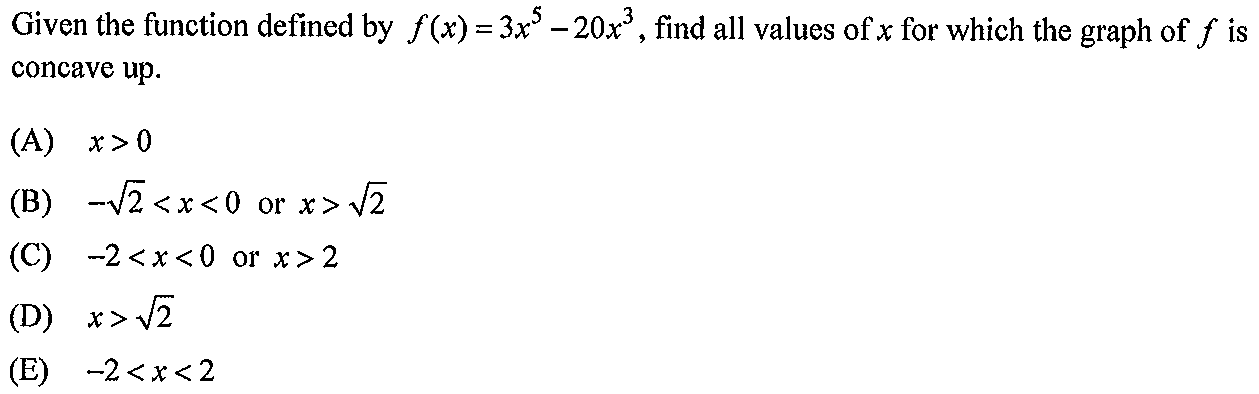 Given the function defined by f(x) = 3x⁵ – 20x³, find all values of x for which the graph of f is
concave up.
(A) x > 0
(B) –√2 < x < 0 or x > √2
(C) –2 < x < 0 or x > 2
(D) x > √2
(E) –2 < x < 2